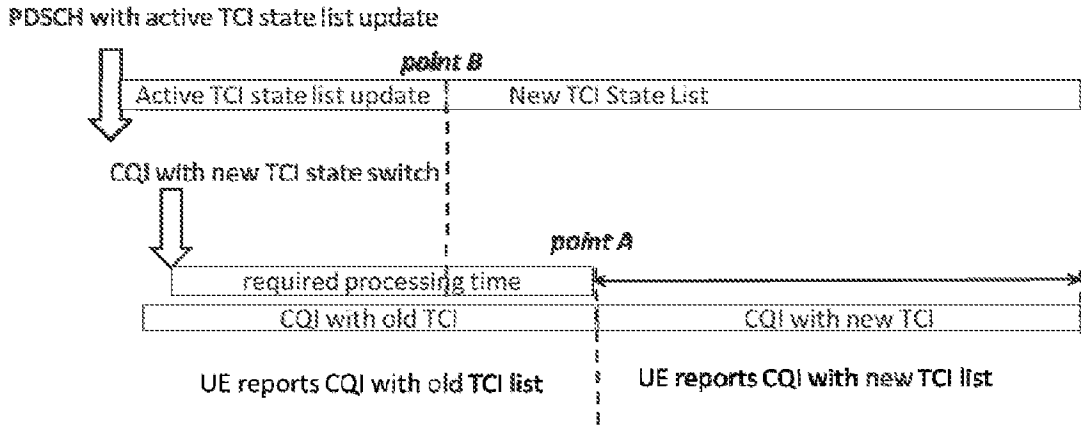 PDSCH with active TCI state list update
point B
Active TCI state list update
New TCI State List
CQI with new TCI state switch
point A
required processing time
CQI with old TCI
CQI with new TCI
UE reports CQI with old TCI list
UE reports CQI with new TCI list